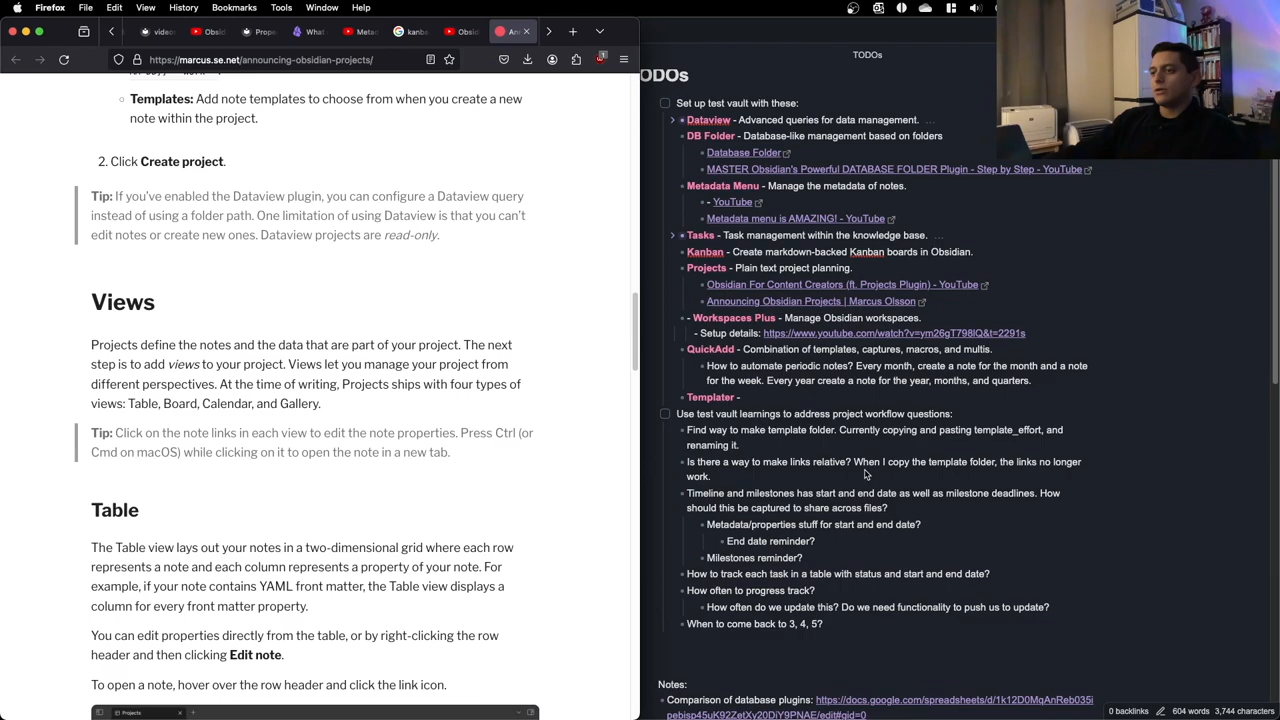 Firefox File Edit View History Bookmarks Tools Window Help
video Obsid Prope What Metac kanba Obsid An
https://marcus.se.net/announcing-obsidian-projects/
1
Templates: Add note templates to choose from when you create a new
note within the project.
2. Click Create project.
Tip: If you've enabled the Dataview plugin, you can configure a Dataview query
instead of using a folder path. One limitation of using Dataview is that you can't
edit notes or create new ones. Dataview projects are read-only.
Views
Projects define the notes and the data that are part of your project. The next
step is to add views to your project. Views let you manage your project from
different perspectives. At the time of writing, Projects ships with four types of
views: Table, Board, Calendar, and Gallery.
Tip: Click on the note links in each view to edit the note properties. Press Ctrl (or
Cmd on macOS) while clicking on it to open the note in a new tab.
Table
The Table view lays out your notes in a two-dimensional grid where each row
represents a note and each column represents a property of your note. For
example, if your note contains YAML front matter, the Table view displays a
column for every front matter property.
You can edit properties directly from the table, or by right-clicking the row
header and then clicking Edit note.
To open a note, hover over the row header and click the link icon.
Projects
TODOs
ODOs
Set up test vault with these:
Dataview - Advanced queries for data management. ...
DB Folder - Database-like management based on folders
Database Folder
MASTER Obsidian's Powerful DATABASE FOLDER Plugin - Step by Step - YouTube
Metadata Menu - Manage the metadata of notes.
- YouTube
Metadata menu is AMAZING! - YouTube
Tasks - Task management within the knowledge base. ...
Kanban - Create markdown-backed Kanban boards in Obsidian.
Projects - Plain text project planning.
Obsidian For Content Creators (ft. Projects Plugin) - YouTube
Announcing Obsidian Projects | Marcus Olsson
- Workspaces Plus - Manage Obsidian workspaces.
- Setup details: https://www.youtube.com/watch?v=ym26gT798lQ&t=2291s
QuickAdd - Combination of templates, captures, macros, and multis.
How to automate periodic notes? Every month, create a note for the month and a note
for the week. Every year create a note for the year, months, and quarters.
Templater -
Use test vault learnings to address project workflow questions:
Find way to make template folder. Currently copying and pasting template_effort, and
renaming it.
Is there a way to make links relative? When I copy the template folder, the links no longer
work.
Timeline and milestones has start and end date as well as milestone deadlines. How
should this be captured to share across files?
Metadata/properties stuff for start and end date?
End date reminder?
Milestones reminder?
How to track each task in a table with status and start and end date?
How often to progress track?
How often do we update this? Do we need functionality to push us to update?
When to come back to 3, 4, 5?
Notes:
Comparison of database plugins: https://docs.google.com/spreadsheets/d/1k12D0MqAnReb035i
pebisp45uK92ZetXy20DiY9PNAE/edit#gid=0
0 backlinks 604 words 3,744 characters